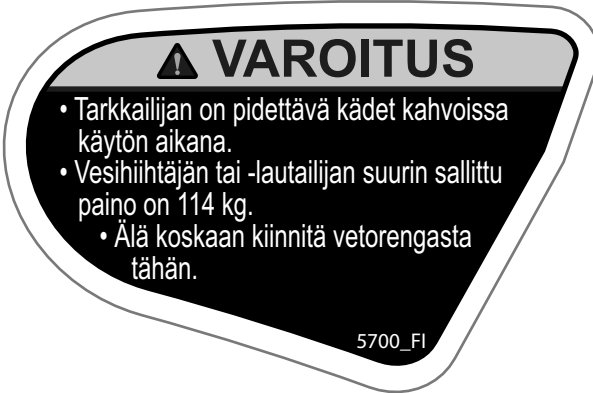 VAROITUS
• Tarkkailijan on pidettävä kädet kahvoissa
käytön aikana.
• Vesihiihtäjän tai -lautailijan suurin sallittu
paino on 114 kg.
• Älä koskaan kiinnitä vetorengasta
tähän.
5700_FI